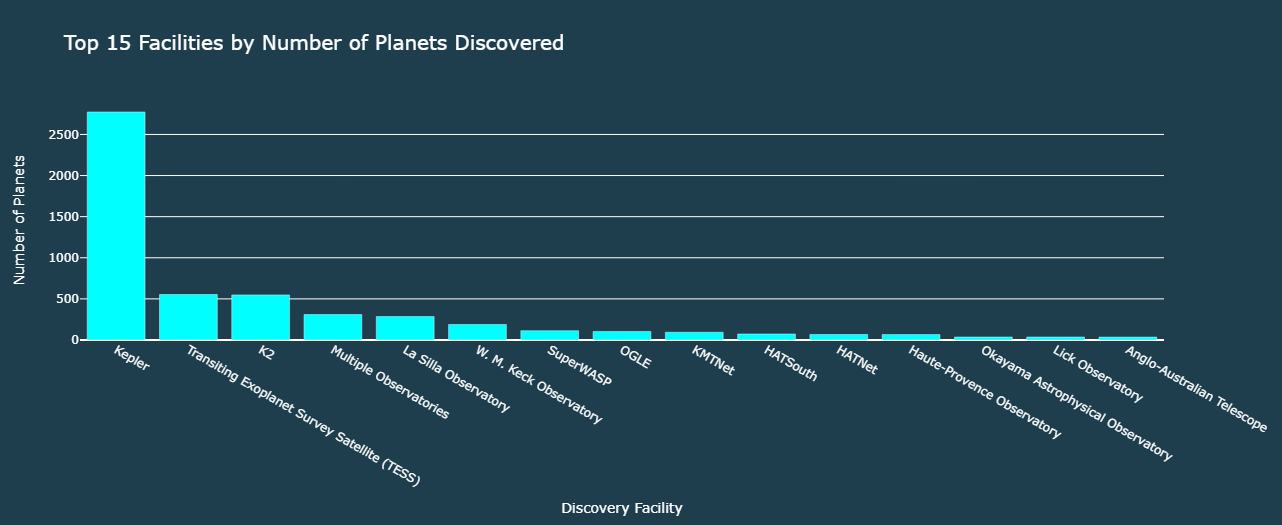 Top 15 Facilities by Number of Planets Discovered
Number of Planets
2500
2000
1500
1000
500
0
Kepler
Transiting Exoplanet Survey Satellite (TESS)
K2
Multiple Observatories
La Silla Observatory
W. M. Keck Observatory
SuperWASP
OGLE
KMTNet
HATSouth
HATNet
Haute-Provence Observatory
Okayama Astrophysical Observatory
Lick Observatory
Anglo-Australian Telescope
Discovery Facility